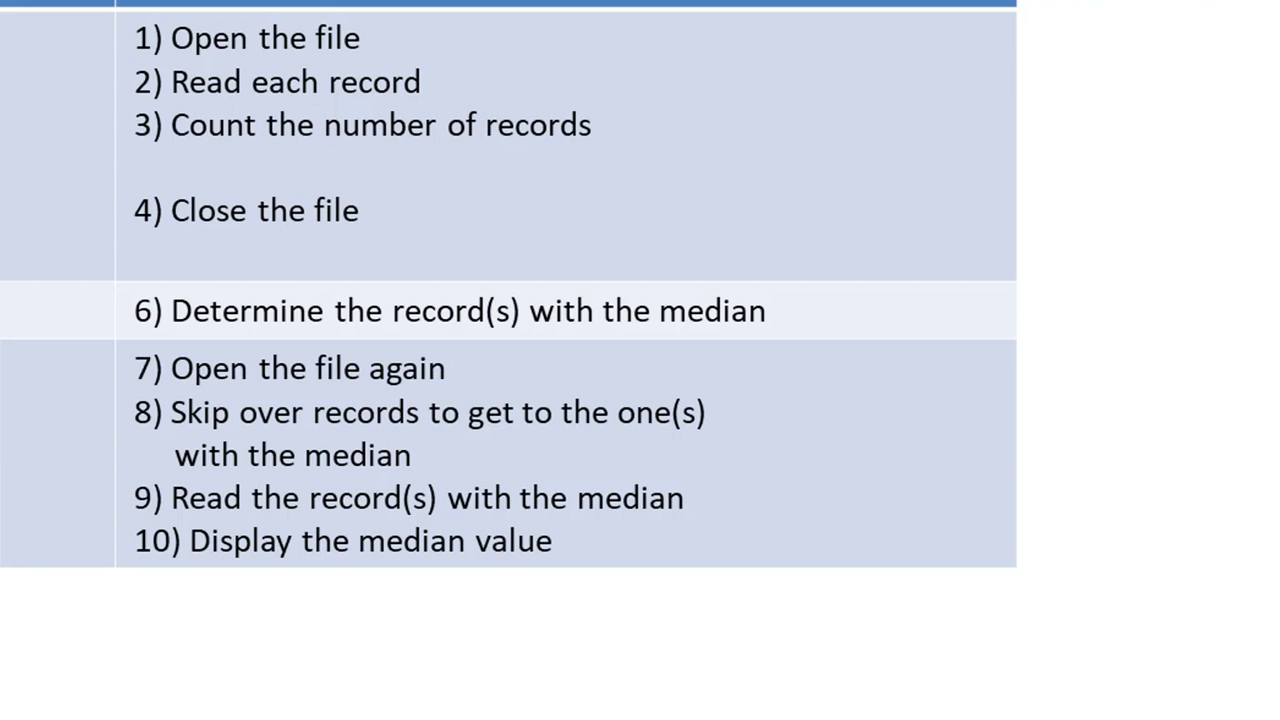 1) Open the file
2) Read each record
3) Count the number of records
4) Close the file
6) Determine the record(s) with the median
7) Open the file again
8) Skip over records to get to the one(s)
with the median
9) Read the record(s) with the median
10) Display the median value